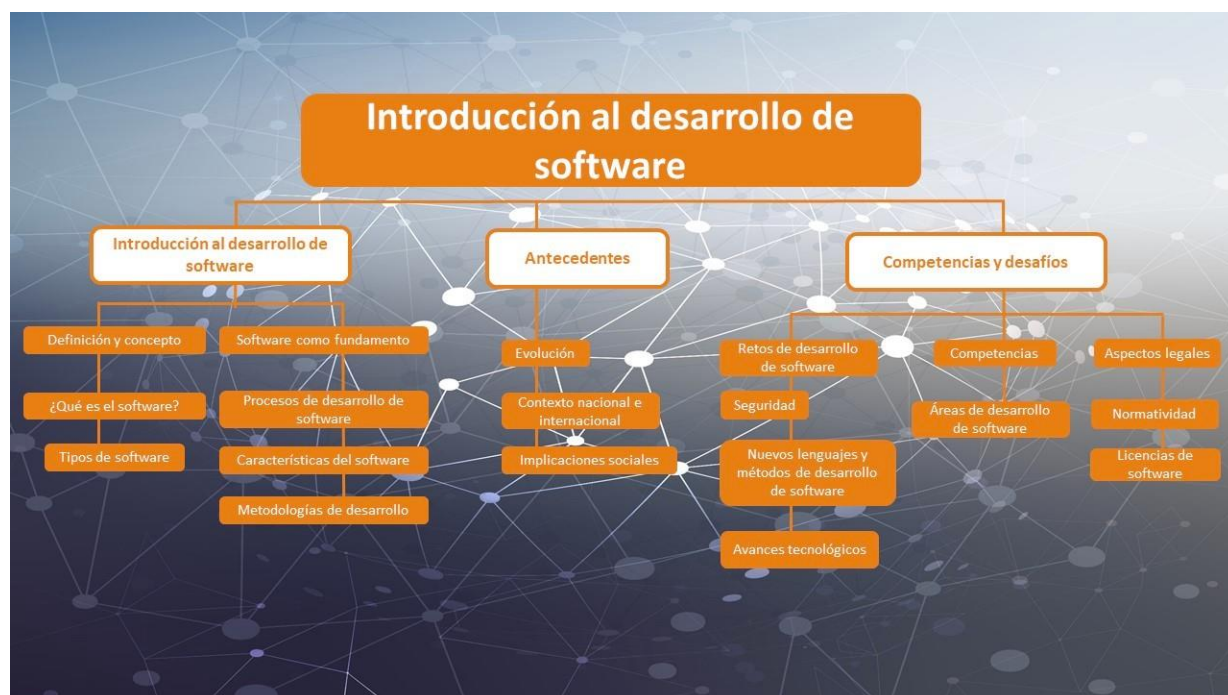 Introducción al desarrollo de
software
Introducción al desarrollo de
software
Antecedentes
Competencias y desafíos
Definición y concepto
¿Qué es el software?
Tipos de software
Software como fundamento
Procesos de desarrollo de
software
Características del software
Metodologías de desarrollo
Evolución
Contexto nacional e
internacional
Implicaciones sociales
Retos de desarrollo
de software
Seguridad
Nuevos lenguajes y
métodos de desarrollo
de software
Avances tecnológicos
Competencias
Áreas de desarrollo
de software
Aspectos legales
Normatividad
Licencias de
software